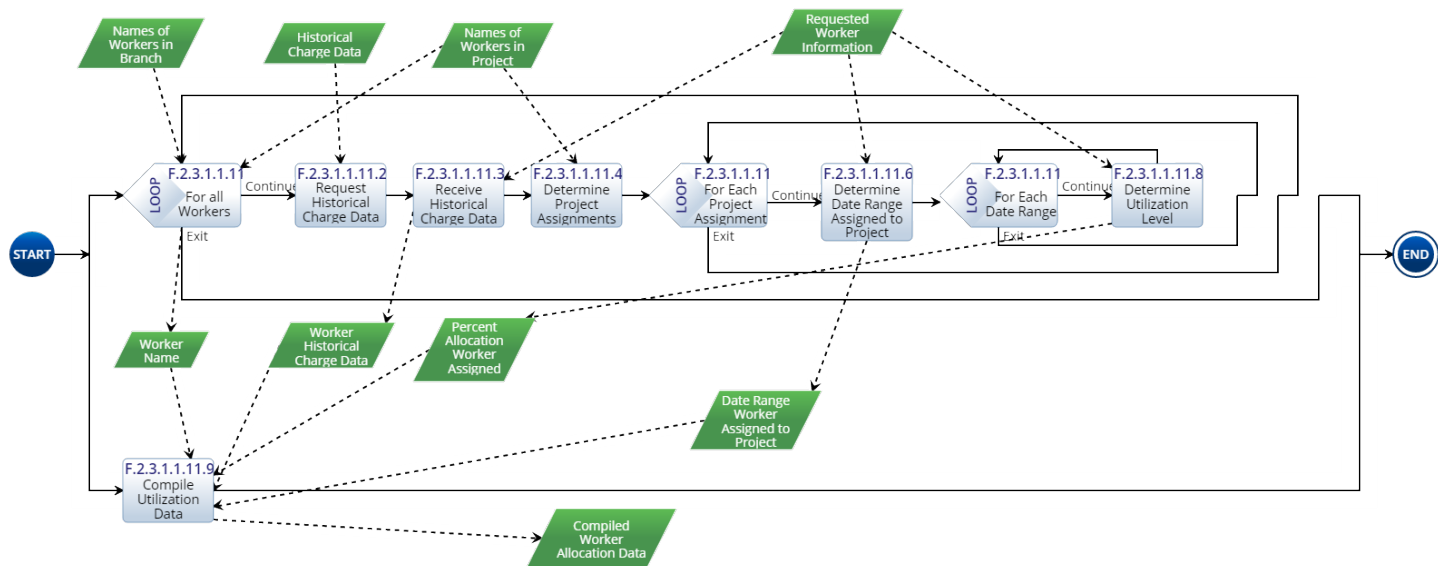 Names of
Workers in
Branch
Historical
Charge Data
Names of
Workers in
Project
Requested
Worker
Information
START
LOOP
F.2.3.1.1.11
For all
Workers
Continue
Exit
F.2.3.1.1.11.2
Request
Historical
Charge Data
F.2.3.1.1.11.3
Receive
Historical
Charge Data
F.2.3.1.1.11.4
Determine
Project
Assignments
LOOP
F.2.3.1.1.11
For Each
Project
Assignment
Continue
Exit
F.2.3.1.1.11.6
Determine
Date Range
Assigned to
Project
LOOP
F.2.3.1.1.11
For Each
Date Range
Continue
Exit
F.2.3.1.1.11.8
Determine
Utilization
Level
END
Worker
Name
Worker
Historical
Charge Data
Percent
Allocation
Worker
Assigned
Date Range
Worker
Assigned to
Project
F.2.3.1.1.11.9
Compile
Utilization
Data
Compiled
Worker
Allocation Data